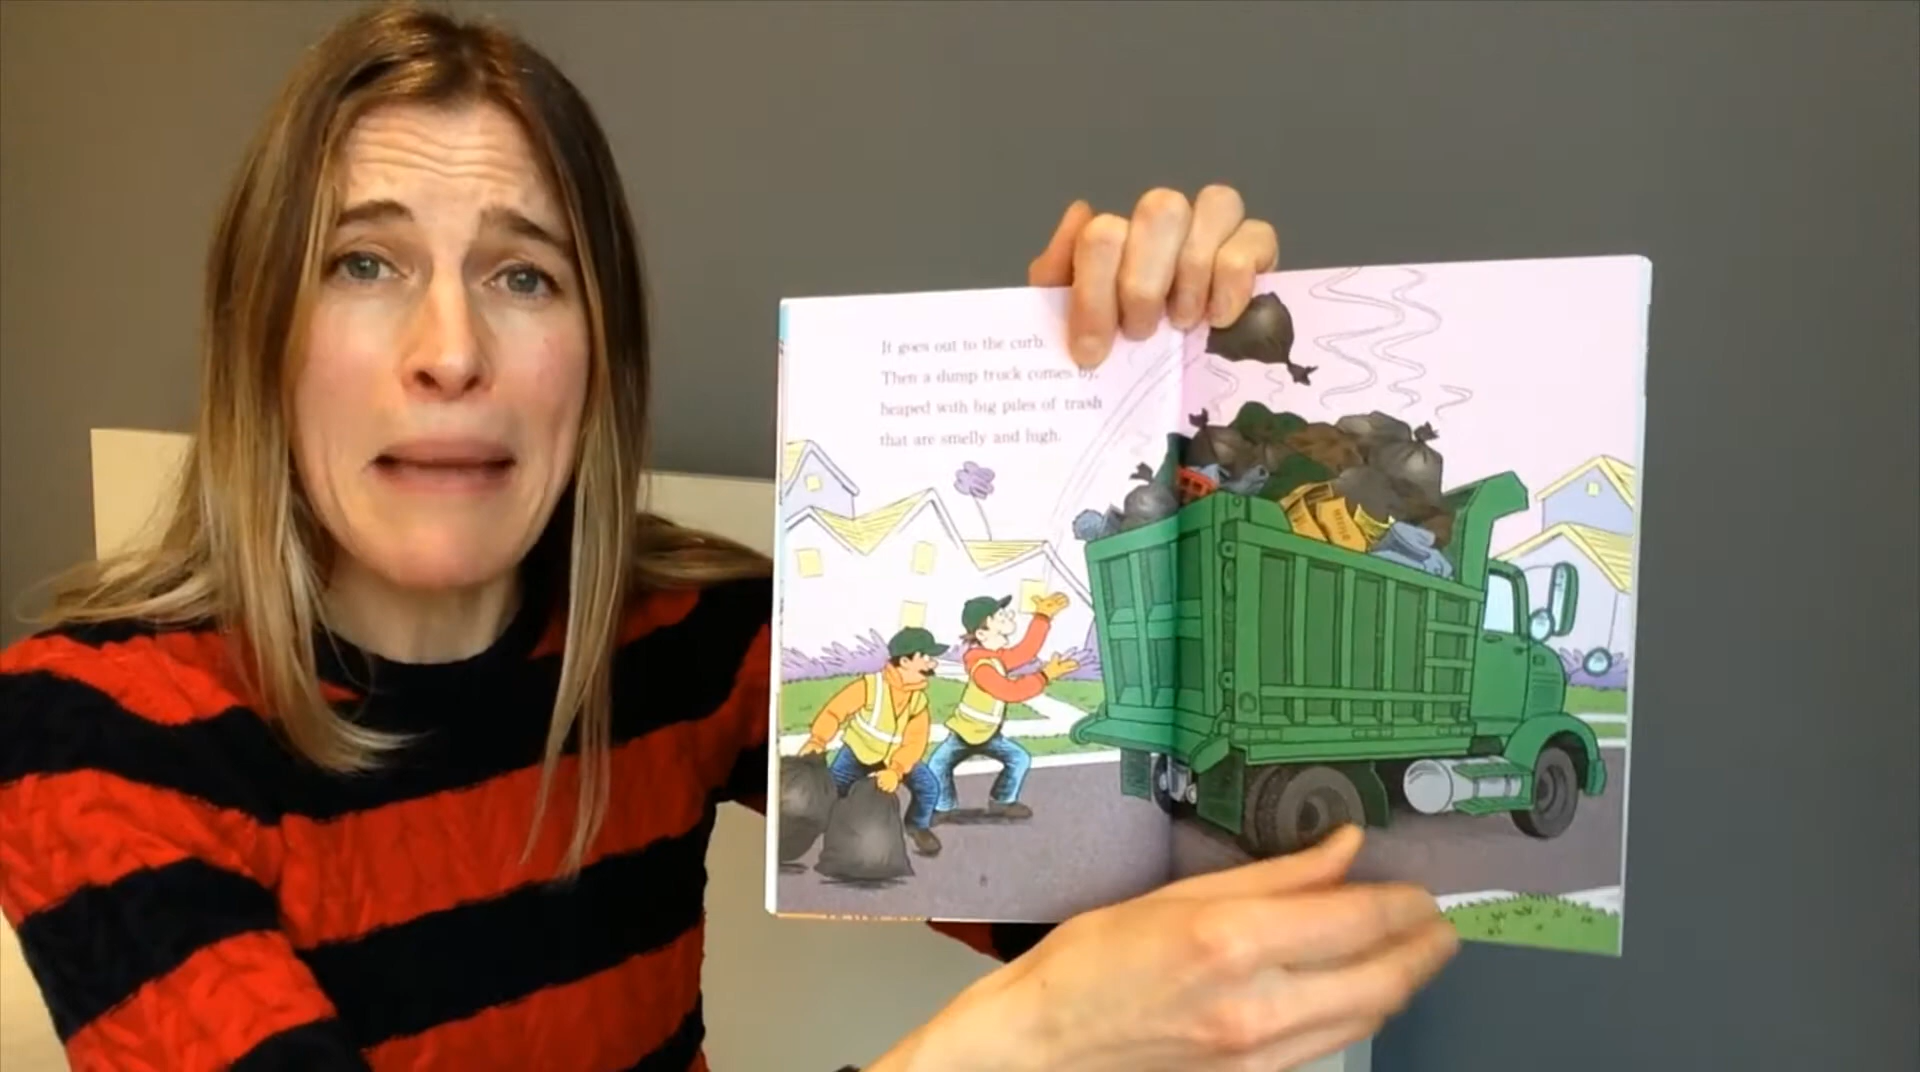 It goes out to the curb.
Then a dump truck comes by,
heaped with big piles of trash
that are smelly and high.